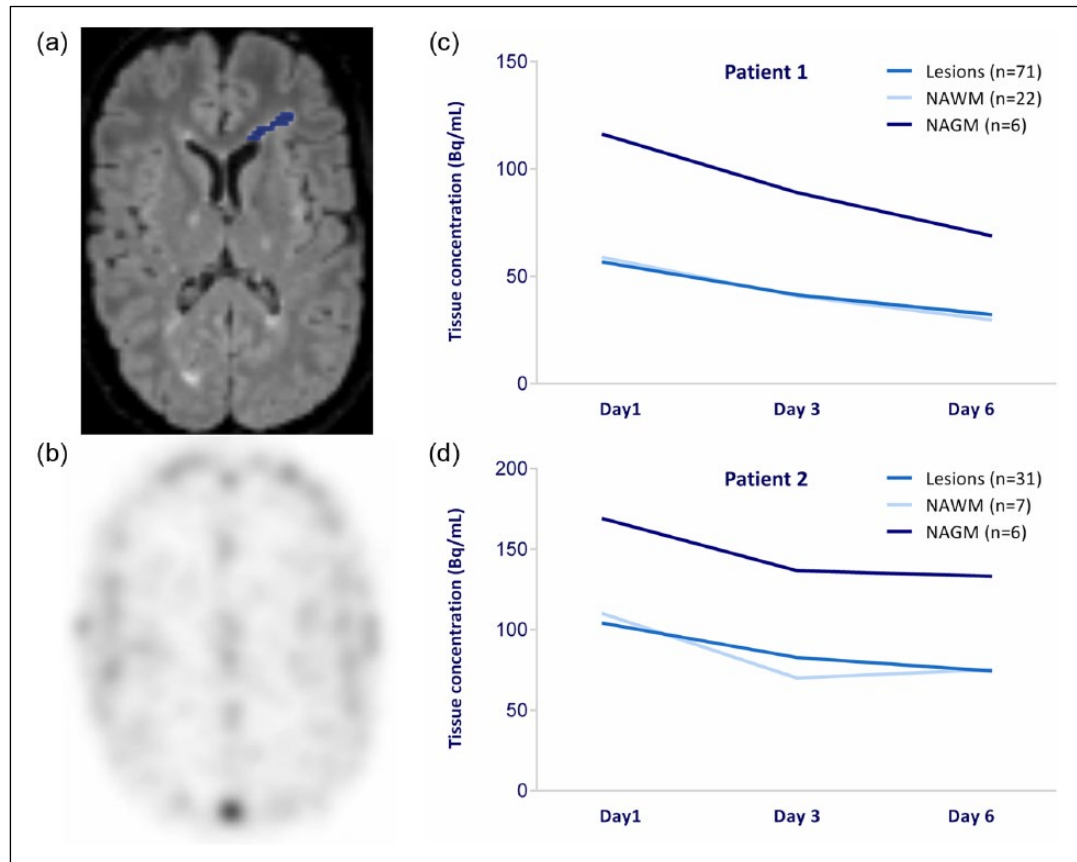 (a)
(b)
(c)
Patient 1
Lesions (n=71)
NAWM (n=22)
NAGM (n=6)
Tissue concentration (Bq/mL)
150
100
50
0
Day1
Day 3
Day 6
(d)
Patient 2
Lesions (n=31)
NAWM (n=7)
NAGM (n=6)
Tissue concentration (Bq/mL)
200
150
100
50
0
Day1
Day 3
Day 6